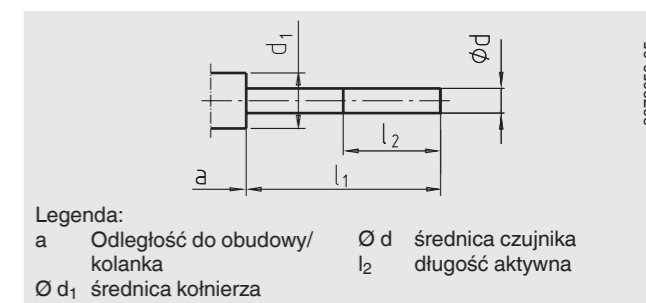 d₁
Ød
l₂
a
l₁
Legenda:
a Odległość do obudowy/
kolanka
Ø d₁ średnica kołnierza
Ø d średnica czujnika
l₂ długość aktywna